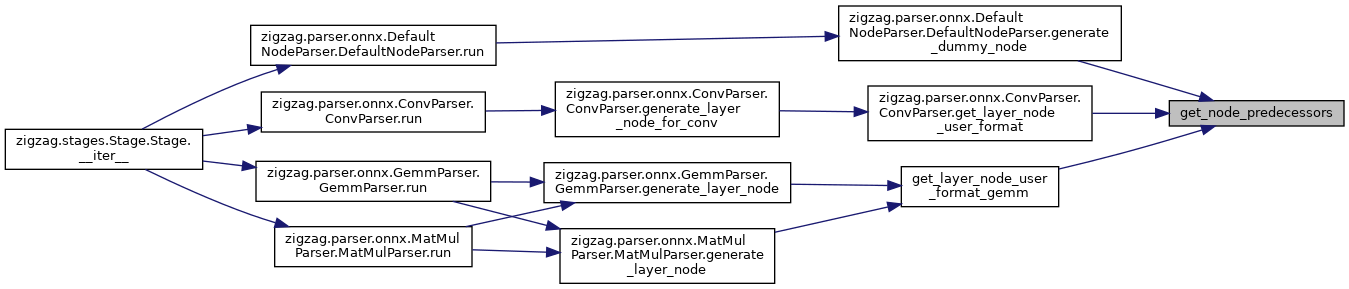 zigzag.parser.onnx.Default
NodeParser.DefaultNodeParser.generate
_dummy_node
zigzag.parser.onnx.Default
NodeParser.DefaultNodeParser.run
zigzag.parser.onnx.ConvParser.
ConvParser.run
zigzag.parser.onnx.ConvParser.
ConvParser.generate_layer
_node_for_conv
zigzag.parser.onnx.ConvParser.
ConvParser.get_layer_node
_user_format
get_node_predecessors
zigzag.stages.Stage.Stage.
__iter__
zigzag.parser.onnx.GemmParser.
GemmParser.run
zigzag.parser.onnx.GemmParser.
GemmParser.generate_layer_node
get_layer_node_user
_format_gemm
zigzag.parser.onnx.MatMul
Parser.MatMulParser.run
zigzag.parser.onnx.MatMul
Parser.MatMulParser.generate
_layer_node